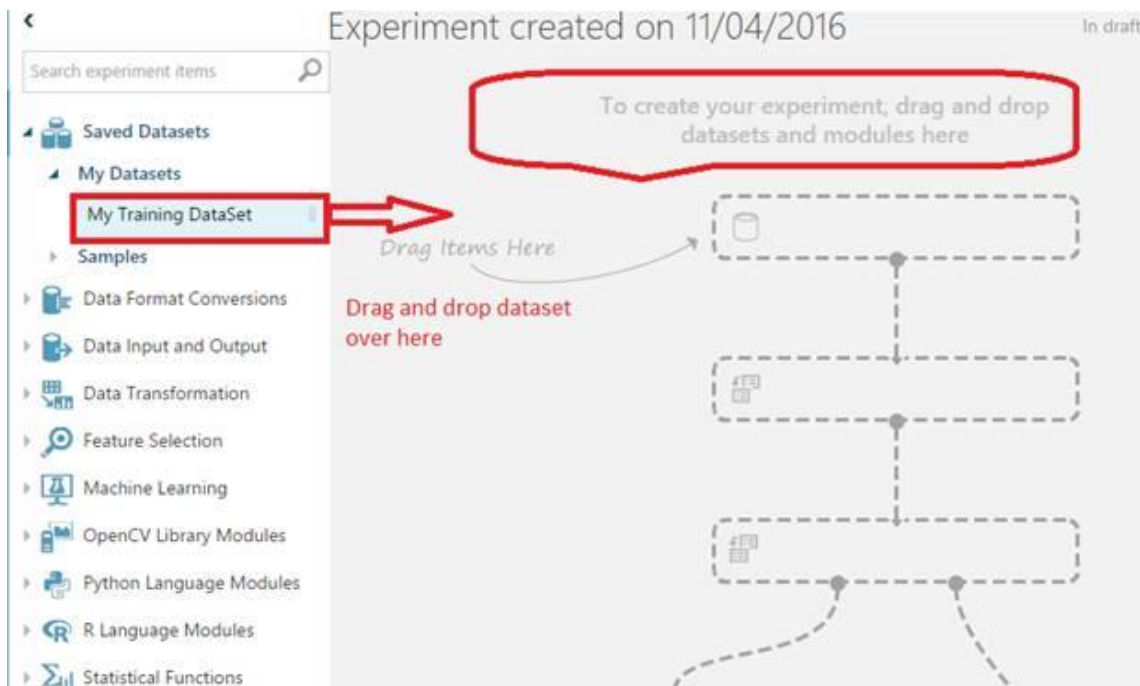 Experiment created on 11/04/2016
In draft
Search experiment items
To create your experiment, drag and drop
datasets and modules here
Saved Datasets
My Datasets
My Training DataSet
Samples
Drag Items Here
Drag and drop dataset
over here
Data Format Conversions
Data Input and Output
Data Transformation
Feature Selection
Machine Learning
OpenCV Library Modules
Python Language Modules
R Language Modules
Statistical Functions